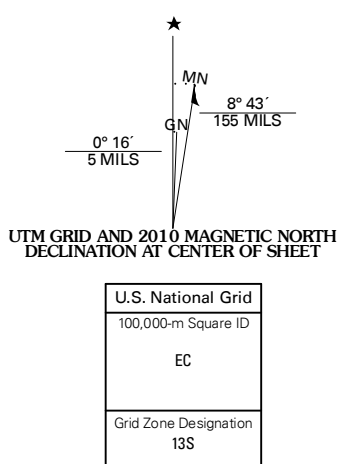 ★
MN
GN
8° 43´
155 MILS
0° 16´
5 MILS
UTM GRID AND 2010 MAGNETIC NORTH
DECLINATION AT CENTER OF SHEET
U.S. National Grid
100,000-m Square ID
EC
Grid Zone Designation
13S